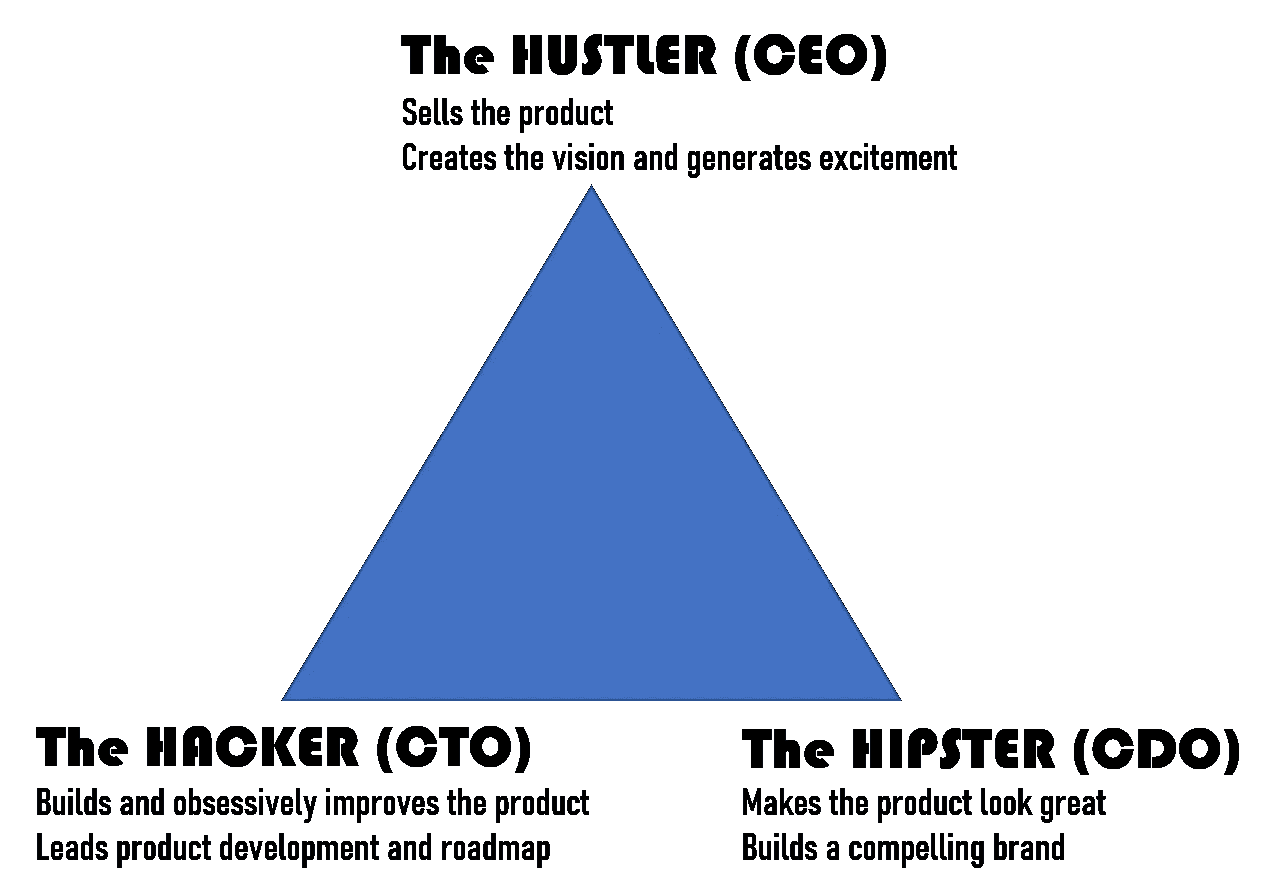 The HUSTLER (CEO)
Sells the product
Creates the vision and generates excitement
The HACKER (CTO)
Builds and obsessively improves the product
Leads product development and roadmap
The HIPSTER (CDO)
Makes the product look great
Builds a compelling brand